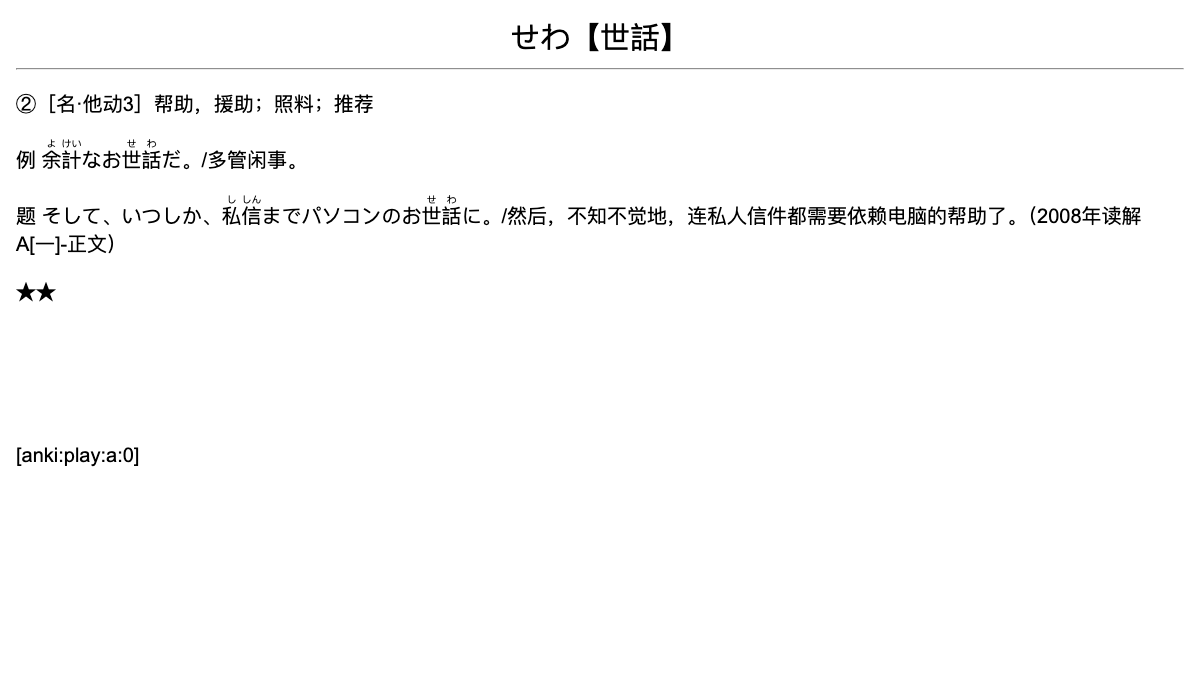 せわ【世話】
②［名·他动3］帮助，援助；照料；推荐
よ けい せ わ
例 余計なお世話だ。/多管闲事。
し しん せ わ
题 そして、いつしか、私信までパソコンのお世話に。/然后，不知不觉地，连私人信件都需要依赖电脑的帮助了。（2008年读解
A[一]-正文）
★★
[anki:play:a:0]